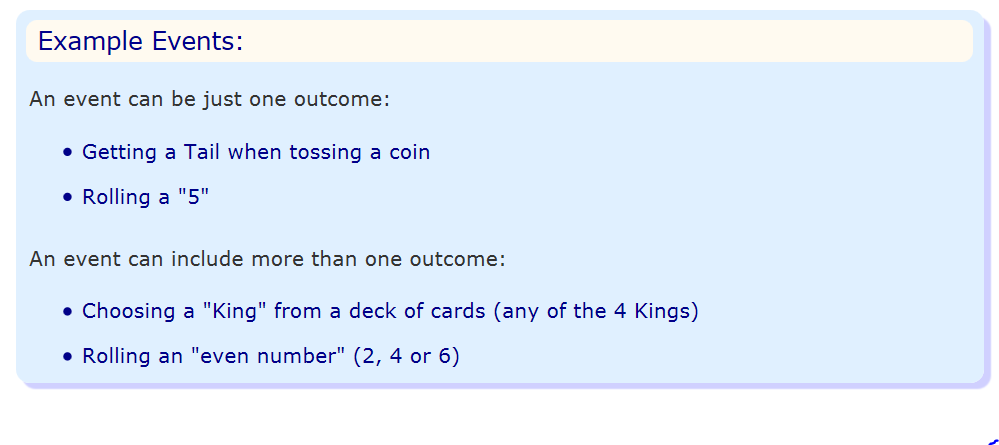 Example Events:
An event can be just one outcome:
• Getting a Tail when tossing a coin
• Rolling a "5"
An event can include more than one outcome:
• Choosing a "King" from a deck of cards (any of the 4 Kings)
• Rolling an "even number" (2, 4 or 6)